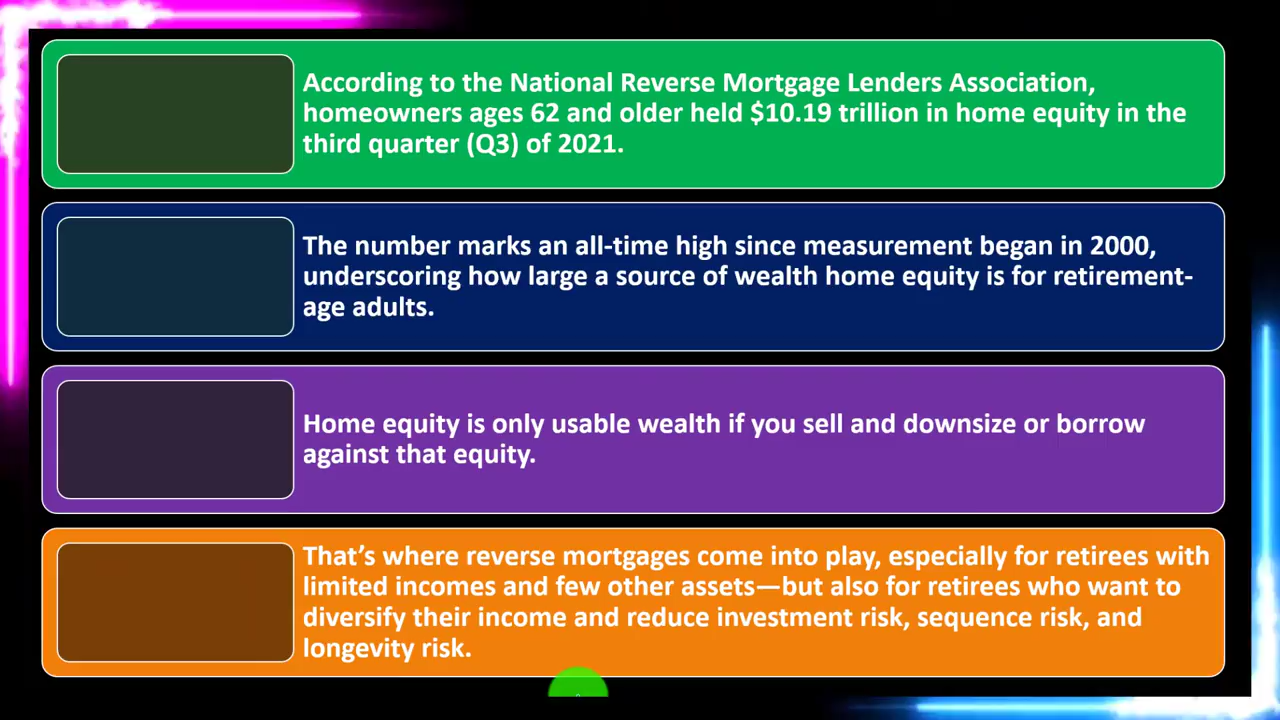 According to the National Reverse Mortgage Lenders Association,
homeowners ages 62 and older held $10.19 trillion in home equity in the
third quarter (Q3) of 2021.
The number marks an all-time high since measurement began in 2000,
underscoring how large a source of wealth home equity is for retirement-
age adults.
Home equity is only usable wealth if you sell and downsize or borrow
against that equity.
That’s where reverse mortgages come into play, especially for retirees with
limited incomes and few other assets—but also for retirees who want to
diversify their income and reduce investment risk, sequence risk, and
longevity risk.